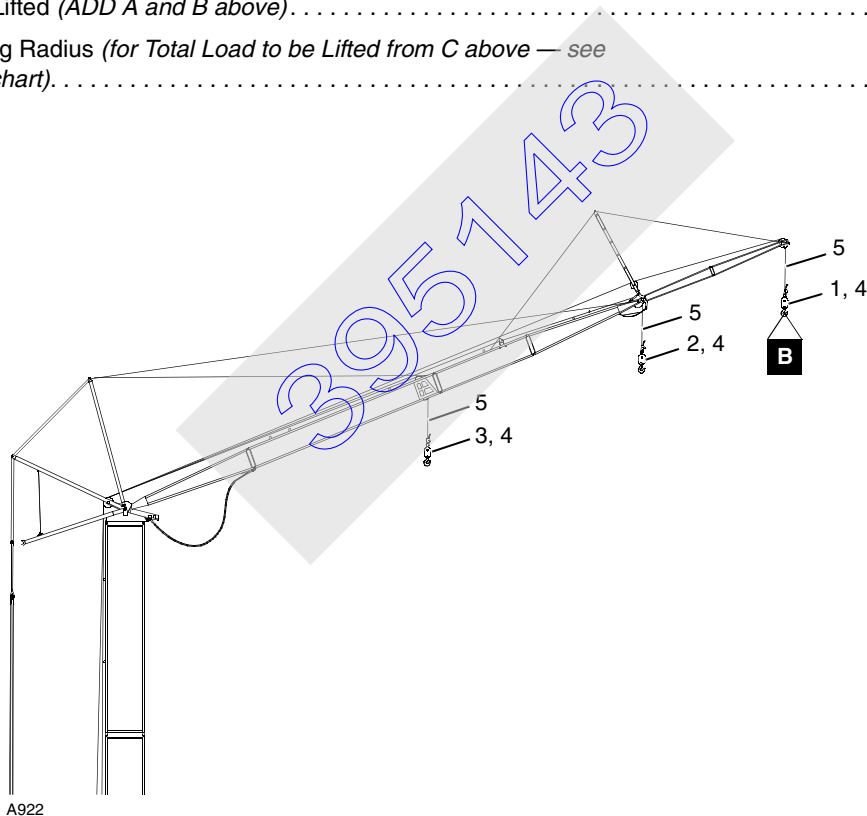 Lifted (ADD A and B above). . . . . . . . . . . . . . . . . . . . . . . . . . . . . . . . . . . . . . . . . . . . . . . . . .
g Radius (for Total Load to be Lifted from C above — see
chart). . . . . . . . . . . . . . . . . . . . . . . . . . . . . . . . . . . . . . . . . . . . . . . . . . . . . . . . . . . . . . . . . . . . . .
395143
5
1, 4
5
2, 4
B
5
3, 4
A922